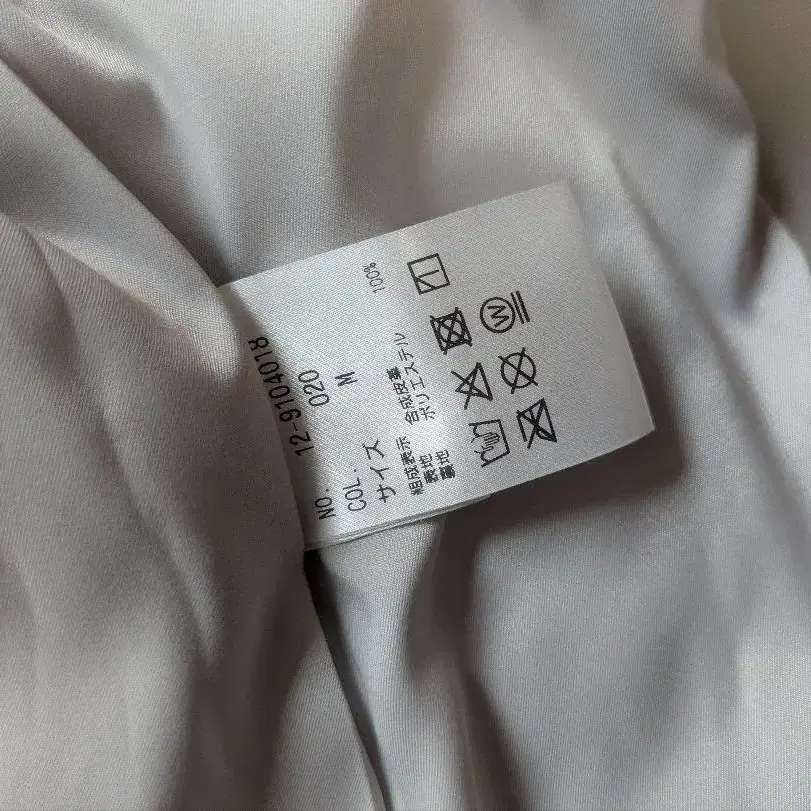 NO. 12-9104018
COL. 020
サイズ M
組成表示
表地 合成皮革
裏地 ポリエステル 100%
W